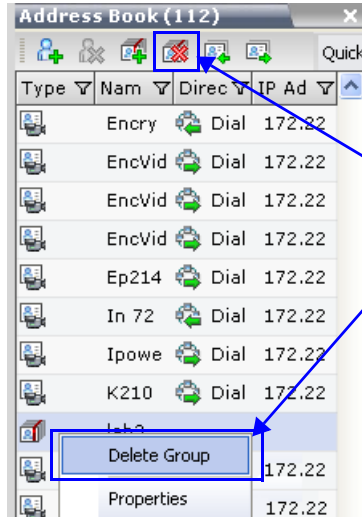 Address Book (112)
Quick
Type Nam Direc IP Ad
Encry Dial 172.22
EncVid Dial 172.22
EncVid Dial 172.22
EncVid Dial 172.22
Ep214 Dial 172.22
In 72 Dial 172.22
Ipowe Dial 172.22
K210 Dial 172.22
Delete Group
172.22
Properties
172.22